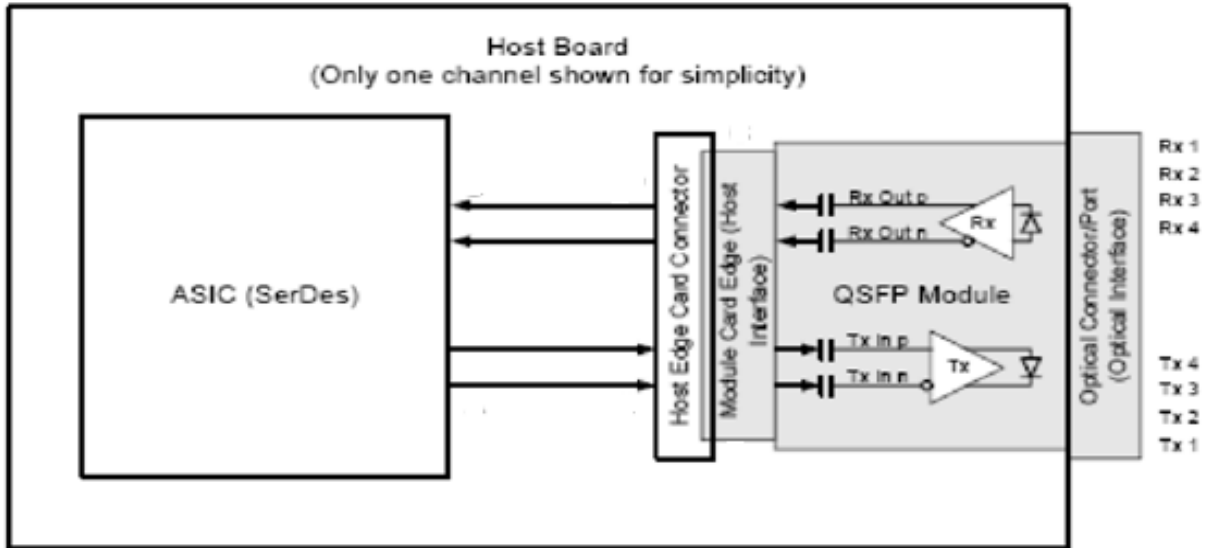 Host Board
(Only one channel shown for simplicity)
ASIC (SerDes)
Host Edge Card Connector
Module Card Edge (Host
Interface)
Rx Out p
Rx Out n
Rx
QSFP Module
Tx In p
Tx In n
Tx
Optical Connector/Port
(Optical Interface)
Rx 1
Rx 2
Rx 3
Rx 4
Tx 4
Tx 3
Tx 2
Tx 1